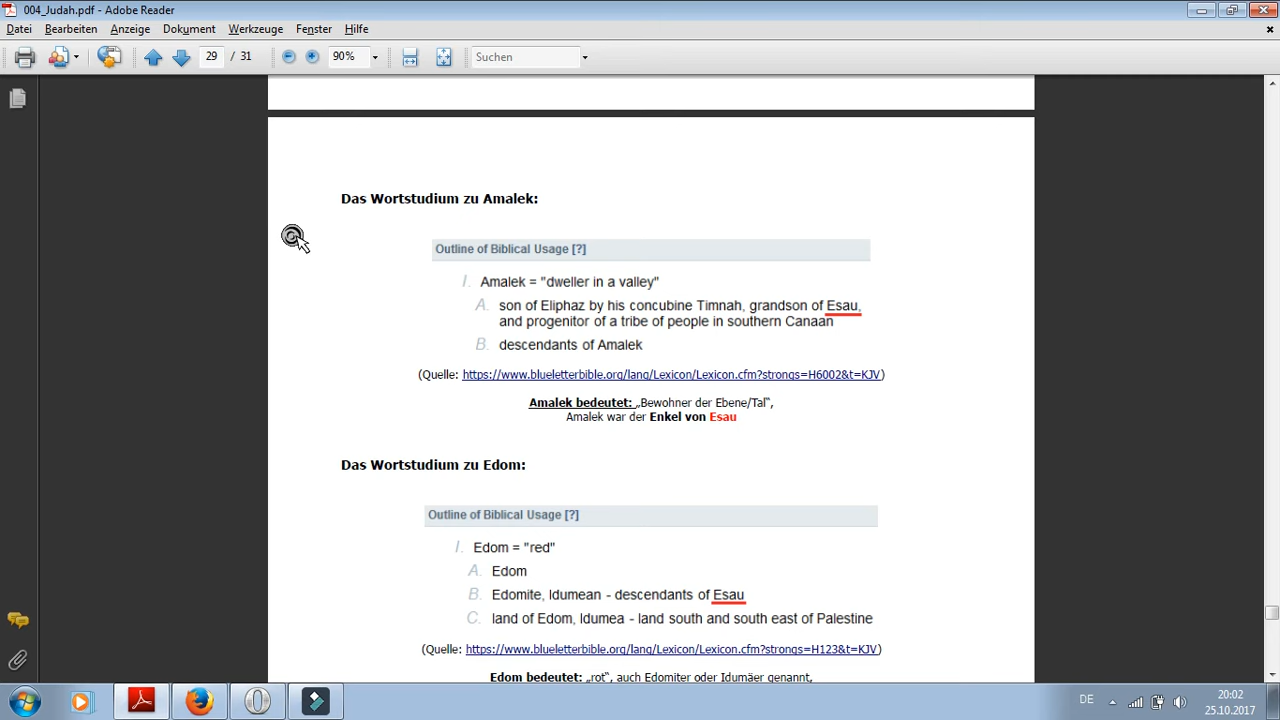 004_Judah.pdf - Adobe Reader
Datei Bearbeiten Anzeige Dokument Werkzeuge Fenster Hilfe
29 / 31 90% Suchen
Das Wortstudium zu Amalek:
Outline of Biblical Usage [?]
I. Amalek = "dweller in a valley"
A. son of Eliphaz by his concubine Timnah, grandson of Esau,
and progenitor of a tribe of people in southern Canaan
B. descendants of Amalek
(Quelle: https://www.blueletterbible.org/lang/Lexicon/Lexicon.cfm?strongs=H6002&t=KJV)
Amalek bedeutet: „Bewohner der Ebene/Tal“,
Amalek war der Enkel von Esau
Das Wortstudium zu Edom:
Outline of Biblical Usage [?]
I. Edom = "red"
A. Edom
B. Edomite, Idumean - descendants of Esau
C. land of Edom, Idumea - land south and south east of Palestine
(Quelle: https://www.blueletterbible.org/lang/Lexicon/Lexicon.cfm?strongs=H123&t=KJV)
Edom bedeutet: „rot“, auch Edomiter oder Idumäer genannt,
DE
20:02
25.10.2017